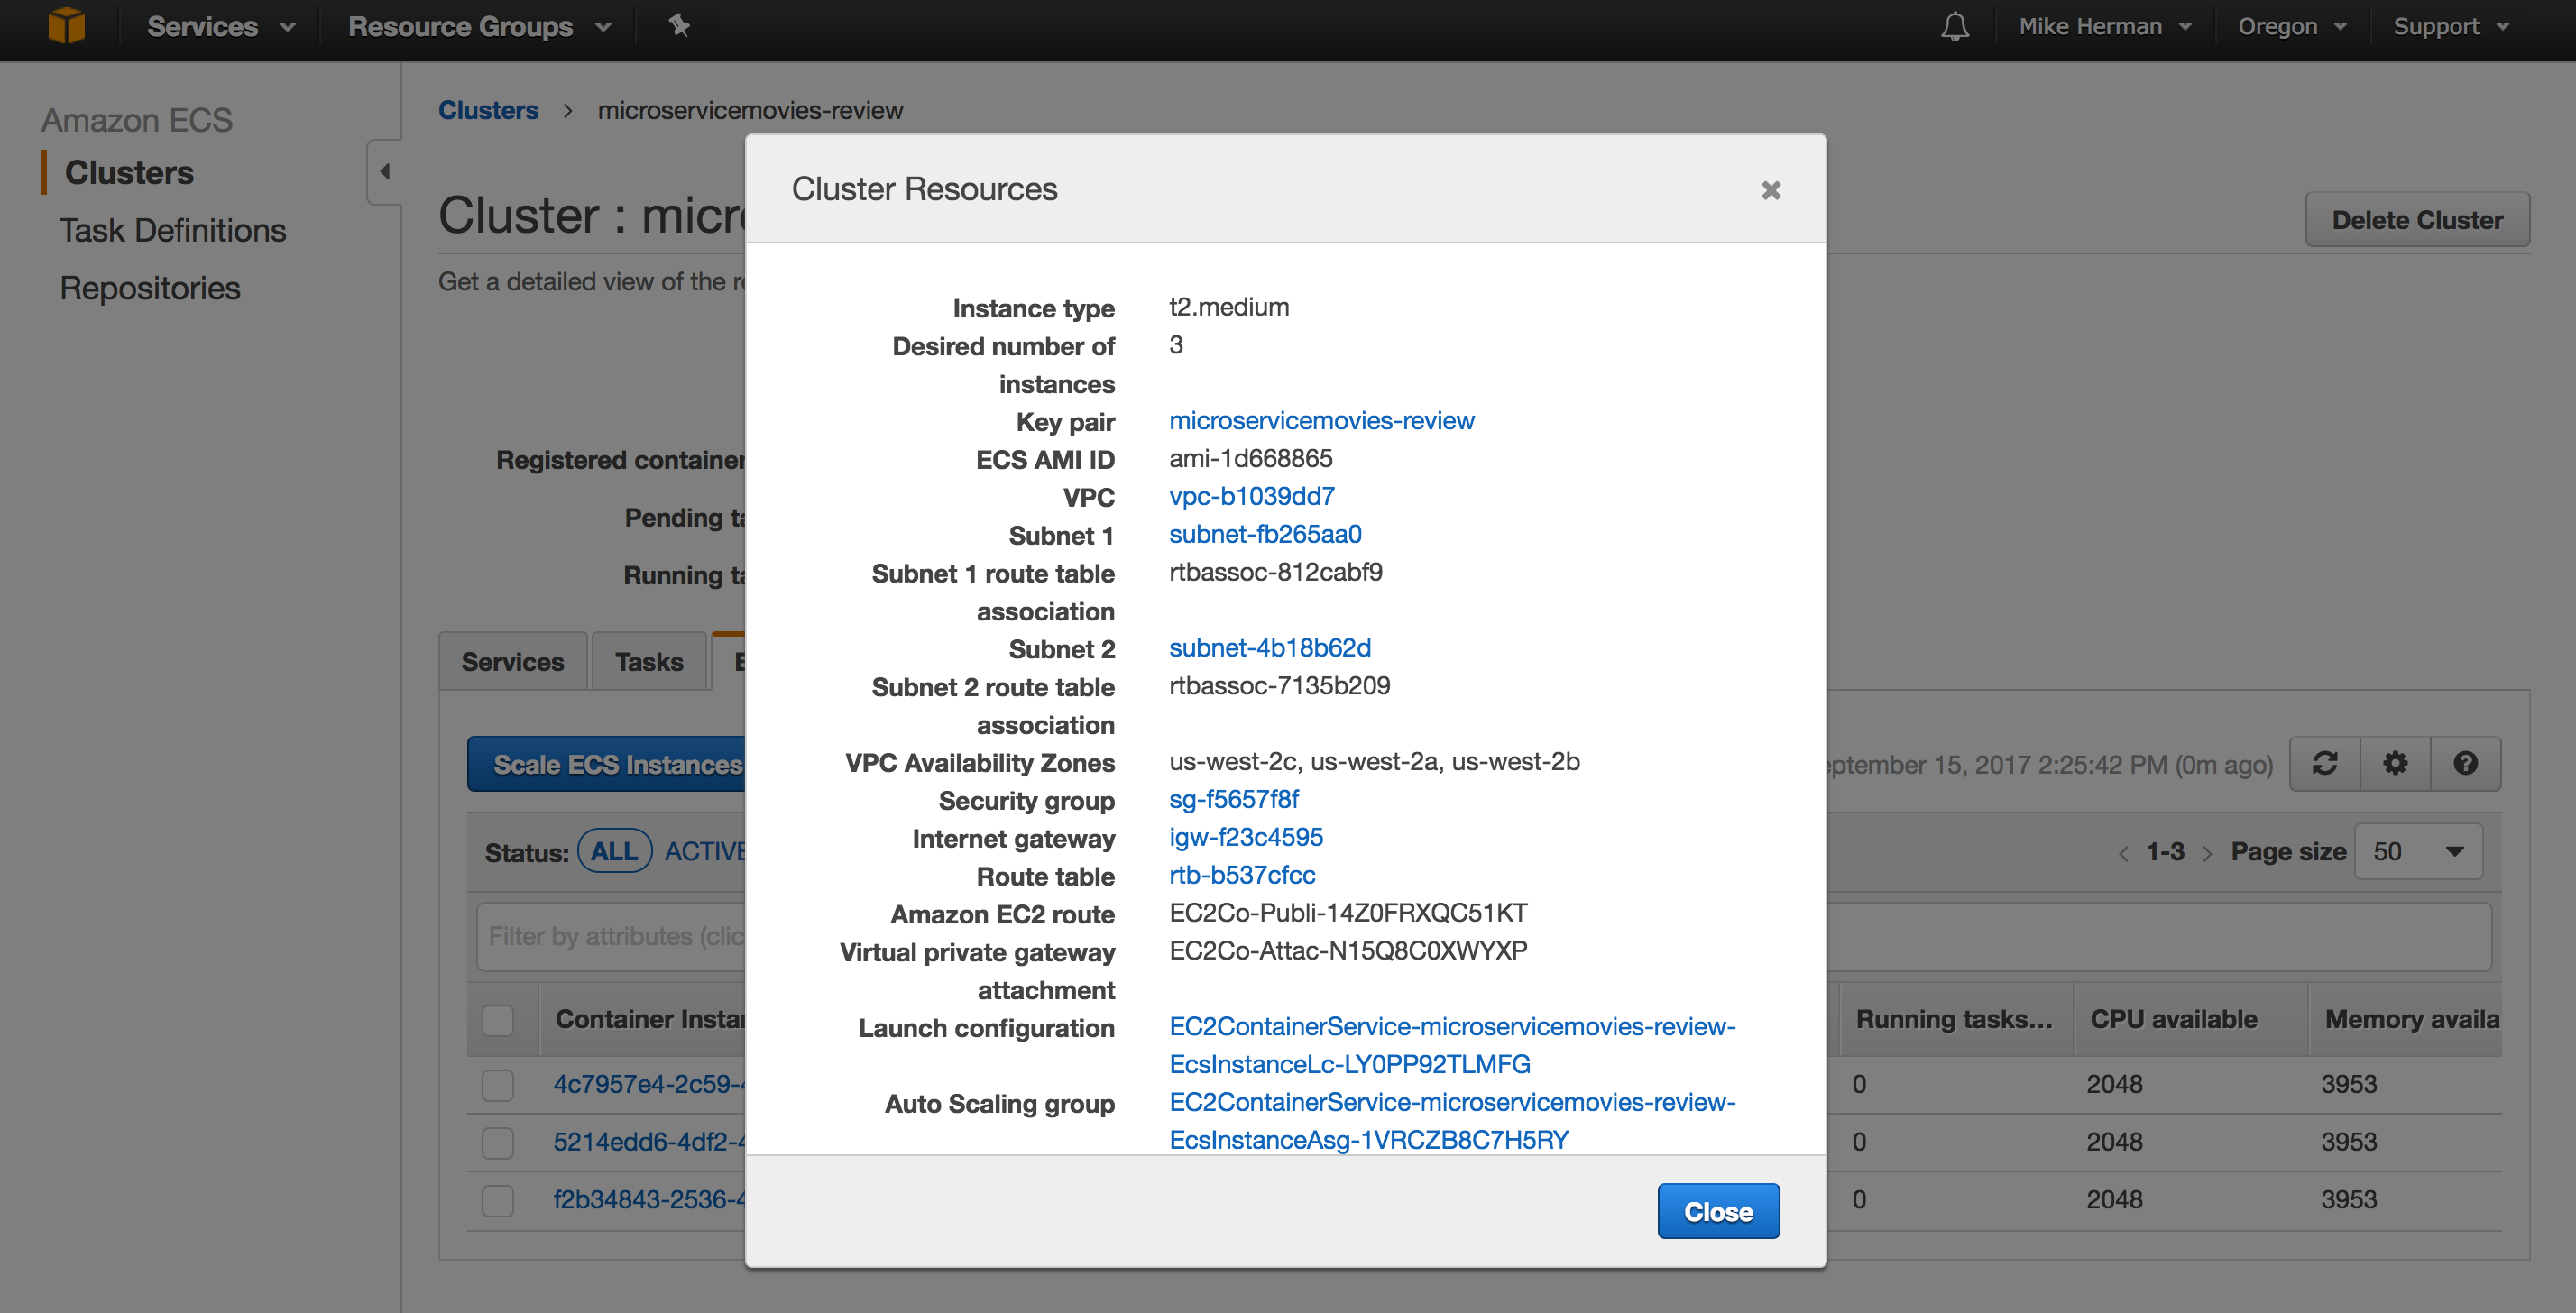 Services
Resource Groups
Mike Herman
Oregon
Support
Amazon ECS
Clusters
Task Definitions
Repositories
Clusters > microservicemovies-review
Cluster : micr
Delete Cluster
Get a detailed view of the
Registered container
Pending
Running
Services
Tasks
Scale ECS Instances
September 15, 2017 2:25:42 PM (0m ago)
Status: ALL ACTIVE
< 1-3 > Page size 50
Filter by attributes (clic
Container Insta
Running tasks...
CPU available
Memory availa
4c7957e4-2c59-
0
2048
3953
5214edd6-4df2-4
0
2048
3953
f2b34843-2536-4
0
2048
3953
Cluster Resources
Instance type t2.medium
Desired number of 3
instances
Key pair microservicemovies-review
ECS AMI ID ami-1d668865
VPC vpc-b1039dd7
Subnet 1 subnet-fb265aa0
Subnet 1 route table rtbassoc-812cabf9
association
Subnet 2 subnet-4b18b62d
Subnet 2 route table rtbassoc-7135b209
association
VPC Availability Zones us-west-2c, us-west-2a, us-west-2b
Security group sg-f5657f8f
Internet gateway igw-f23c4595
Route table rtb-b537cfcc
Amazon EC2 route EC2Co-Publi-14Z0FRXQC51KT
Virtual private gateway EC2Co-Attac-N15Q8C0XWYXP
attachment
Launch configuration EC2ContainerService-microservicemovies-review-
EcsInstanceLc-LY0PP92TLMFG
Auto Scaling group EC2ContainerService-microservicemovies-review-
EcsInstanceAsg-1VRCZB8C7H5RY
Close